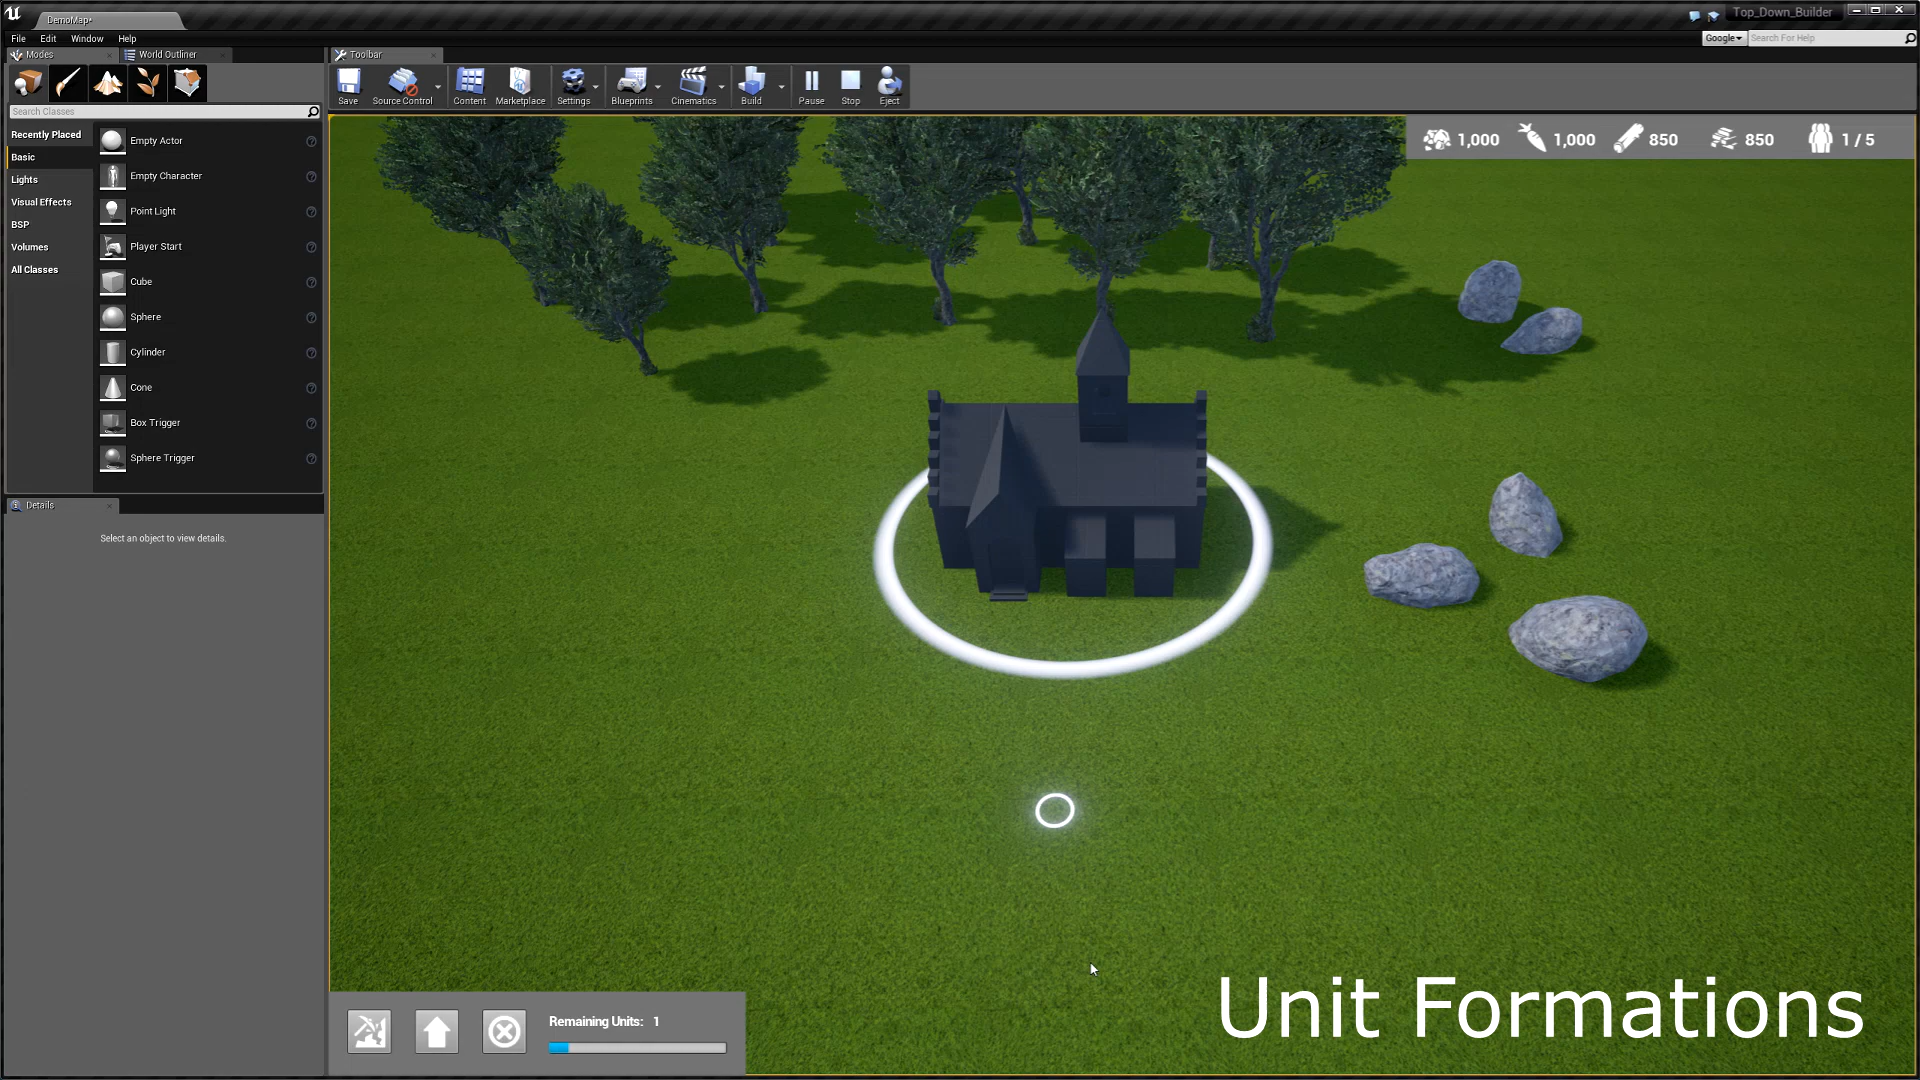 DemoMap*
Top_Down_Builder
File Edit Window Help
Google Search For Help
Modes World Outliner
Toolbar
Save Source Control Content Marketplace Settings Blueprints Cinematics Build Pause Stop Eject
Search Classes
Recently Placed
Basic
Lights
Visual Effects
BSP
Volumes
All Classes
Empty Actor
Empty Character
Point Light
Player Start
Cube
Sphere
Cylinder
Cone
Box Trigger
Sphere Trigger
1,000 1,000 850 850 1 / 5
Details
Select an object to view details.
Remaining Units: 1
Unit Formations